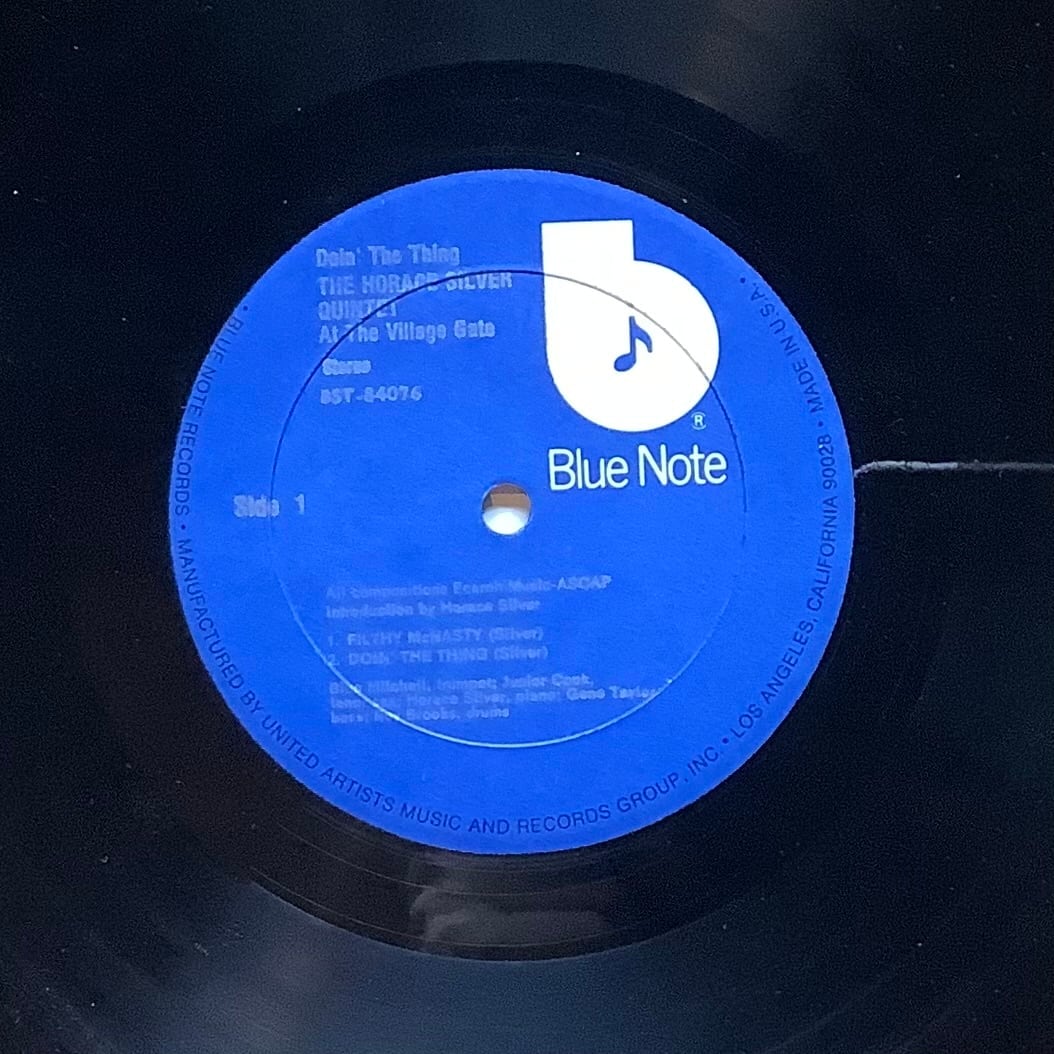 Doin' The Thing
THE HORACE SILVER
QUINTET
At The Village Gate
Stereo
BST-84076
®
Blue Note
Side 1
All compositions Ecaroh Music-ASCAP
Introduction by Horace Silver
1. FILTHY McNASTY (Silver)
2. DOIN' THE THING (Silver)
Blue Mitchell, trumpet; Junior Cook,
tenor sax; Horace Silver, piano; Gene Taylor,
bass; Roy Brooks, drums
• BLUE NOTE RECORDS • MANUFACTURED BY UNITED ARTISTS MUSIC AND RECORDS GROUP, INC. • LOS ANGELES, CALIFORNIA 90028 • MADE IN U.S.A. •